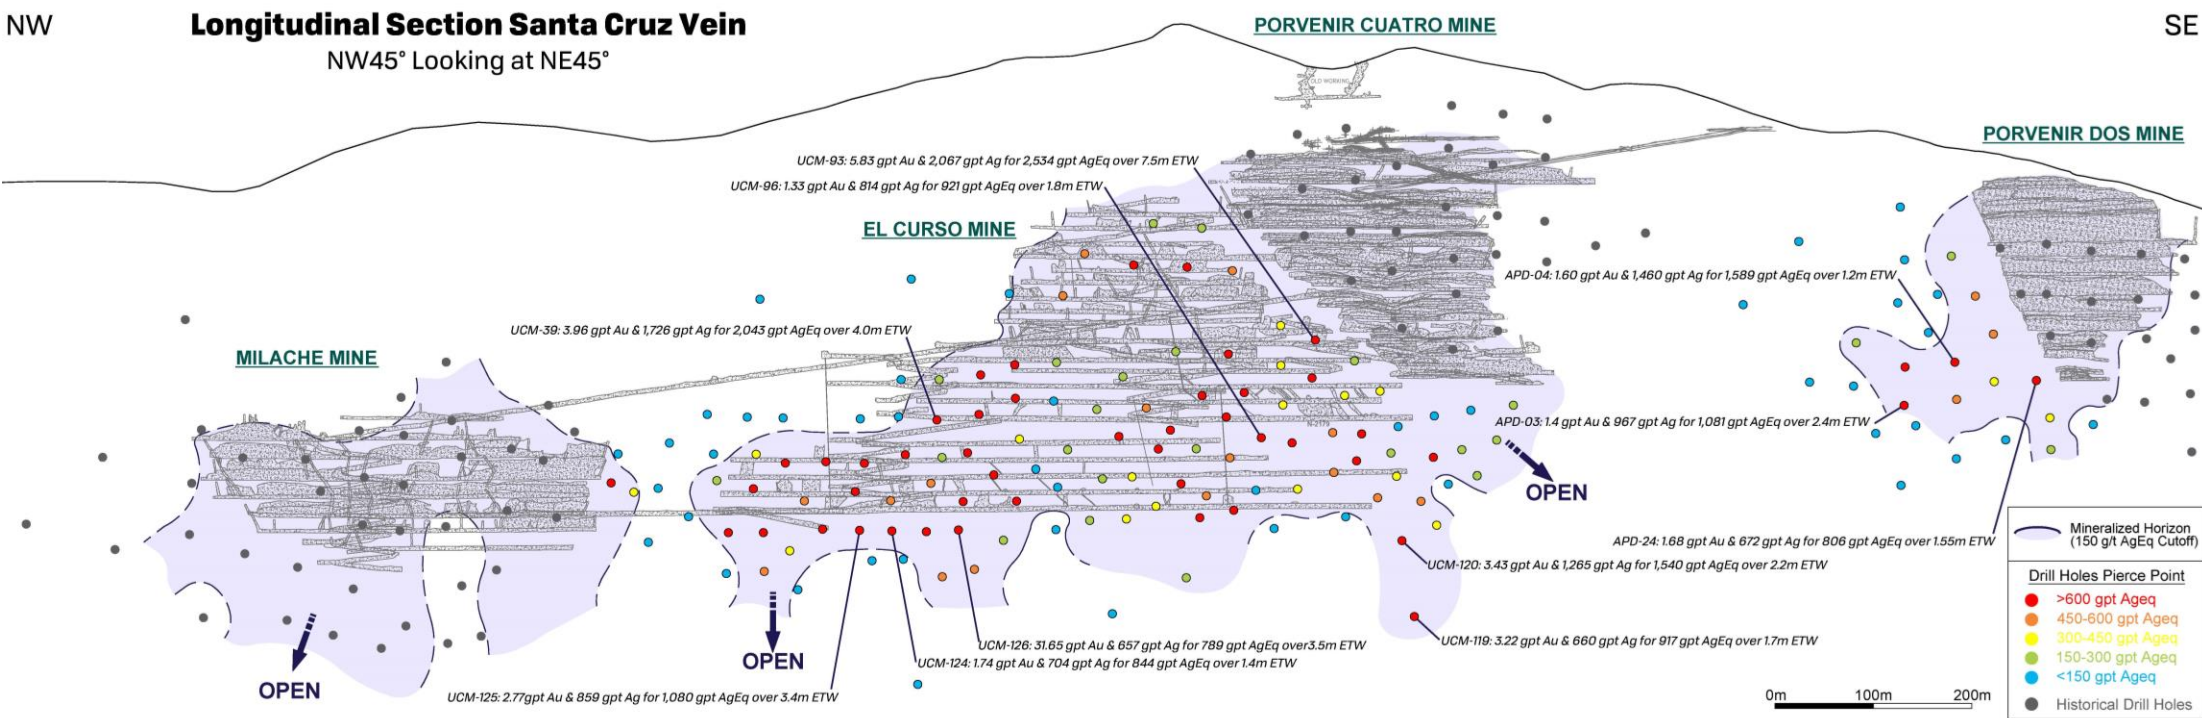 NW
Longitudinal Section Santa Cruz Vein
NW45° Looking at NE45°
PORVENIR CUATRO MINE
SE
OLD WORKING
PORVENIR DOS MINE
UCM-93: 5.83 gpt Au & 2,067 gpt Ag for 2,534 gpt AgEq over 7.5m ETW
UCM-96: 1.33 gpt Au & 814 gpt Ag for 921 gpt AgEq over 1.8m ETW
EL CURSO MINE
APD-04: 1.60 gpt Au & 1,460 gpt Ag for 1,589 gpt AgEq over 1.2m ETW
UCM-39: 3.96 gpt Au & 1,726 gpt Ag for 2,043 gpt AgEq over 4.0m ETW
MILACHE MINE
APD-03: 1.4 gpt Au & 967 gpt Ag for 1,081 gpt AgEq over 2.4m ETW
OPEN
APD-24: 1.68 gpt Au & 672 gpt Ag for 806 gpt AgEq over 1.55m ETW
UCM-120: 3.43 gpt Au & 1,265 gpt Ag for 1,540 gpt AgEq over 2.2m ETW
UCM-119: 3.22 gpt Au & 660 gpt Ag for 917 gpt AgEq over 1.7m ETW
UCM-126: 31.65 gpt Au & 657 gpt Ag for 789 gpt AgEq over3.5m ETW
OPEN
UCM-124: 1.74 gpt Au & 704 gpt Ag for 844 gpt AgEq over 1.4m ETW
OPEN
UCM-125: 2.77gpt Au & 859 gpt Ag for 1,080 gpt AgEq over 3.4m ETW
Mineralized Horizon
(150 g/t AgEq Cutoff)
Drill Holes Pierce Point
>600 gpt Ageq
450-600 gpt Ageq
300-450 gpt Ageq
150-300 gpt Ageq
<150 gpt Ageq
Historical Drill Holes
0m 100m 200m